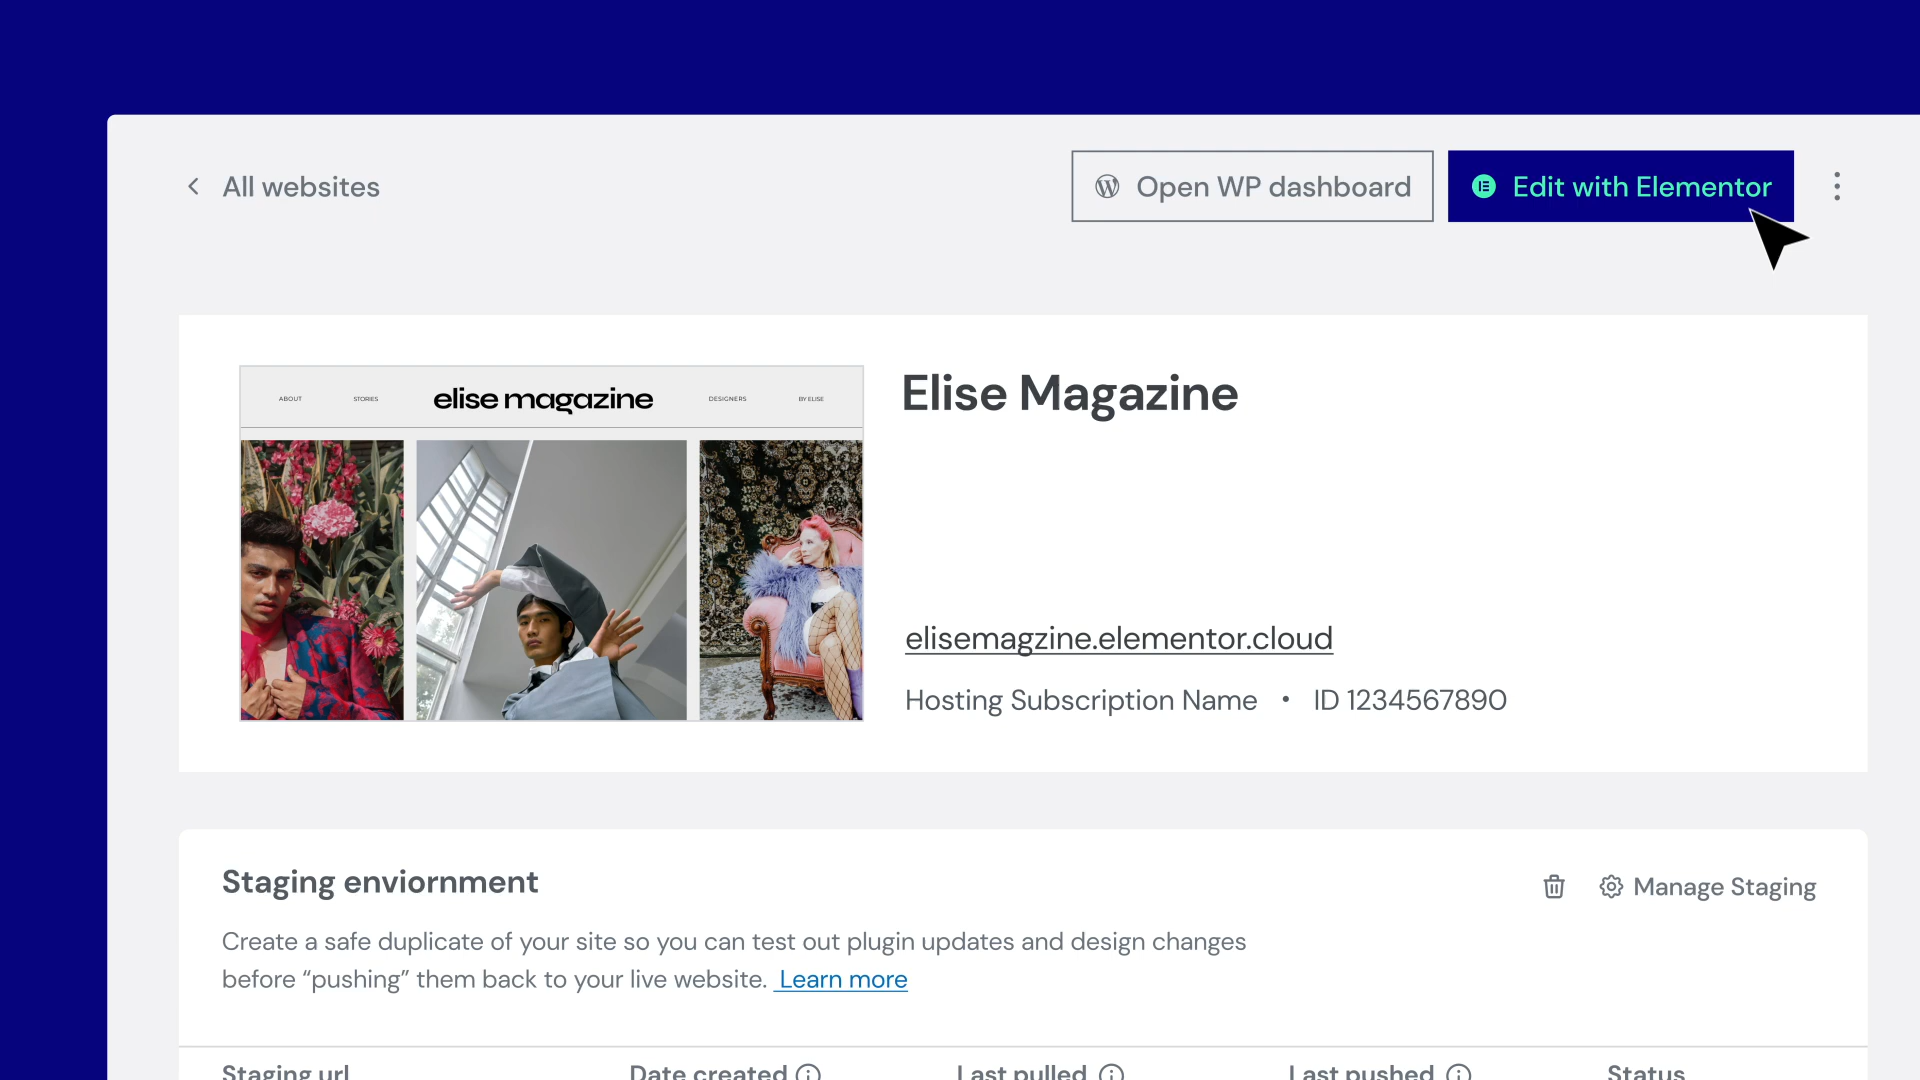 All websites
Open WP dashboard
Edit with Elementor
ABOUT
STORIES
elise magazine
DESIGNERS
BY ELISE
Elise Magazine
elisemagzine.elementor.cloud
Hosting Subscription Name • ID 1234567890
Staging enviornment
Manage Staging
Create a safe duplicate of your site so you can test out plugin updates and design changes
before “pushing” them back to your live website. Learn more
Staging url
Date created
Last pulled
Last pushed
Status